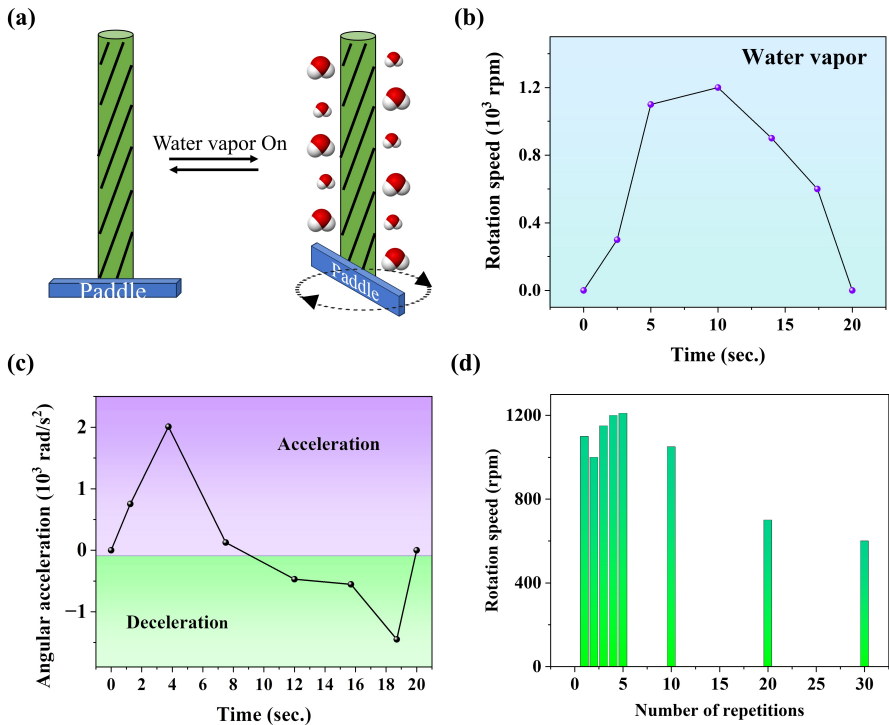 (a)
Water vapor On
Paddle
Paddle
(b)
Water vapor
Rotation speed (10³ rpm)
1.2
0.8
0.4
0.0
0 5 10 15 20
Time (sec.)
(c)
Angular acceleration (10³ rad/s²)
2
1
0
−1
Acceleration
Deceleration
0 2 4 6 8 10 12 14 16 18 20
Time (sec.)
(d)
Rotation speed (rpm)
1200
800
400
0
0 5 10 20 30
Number of repetitions